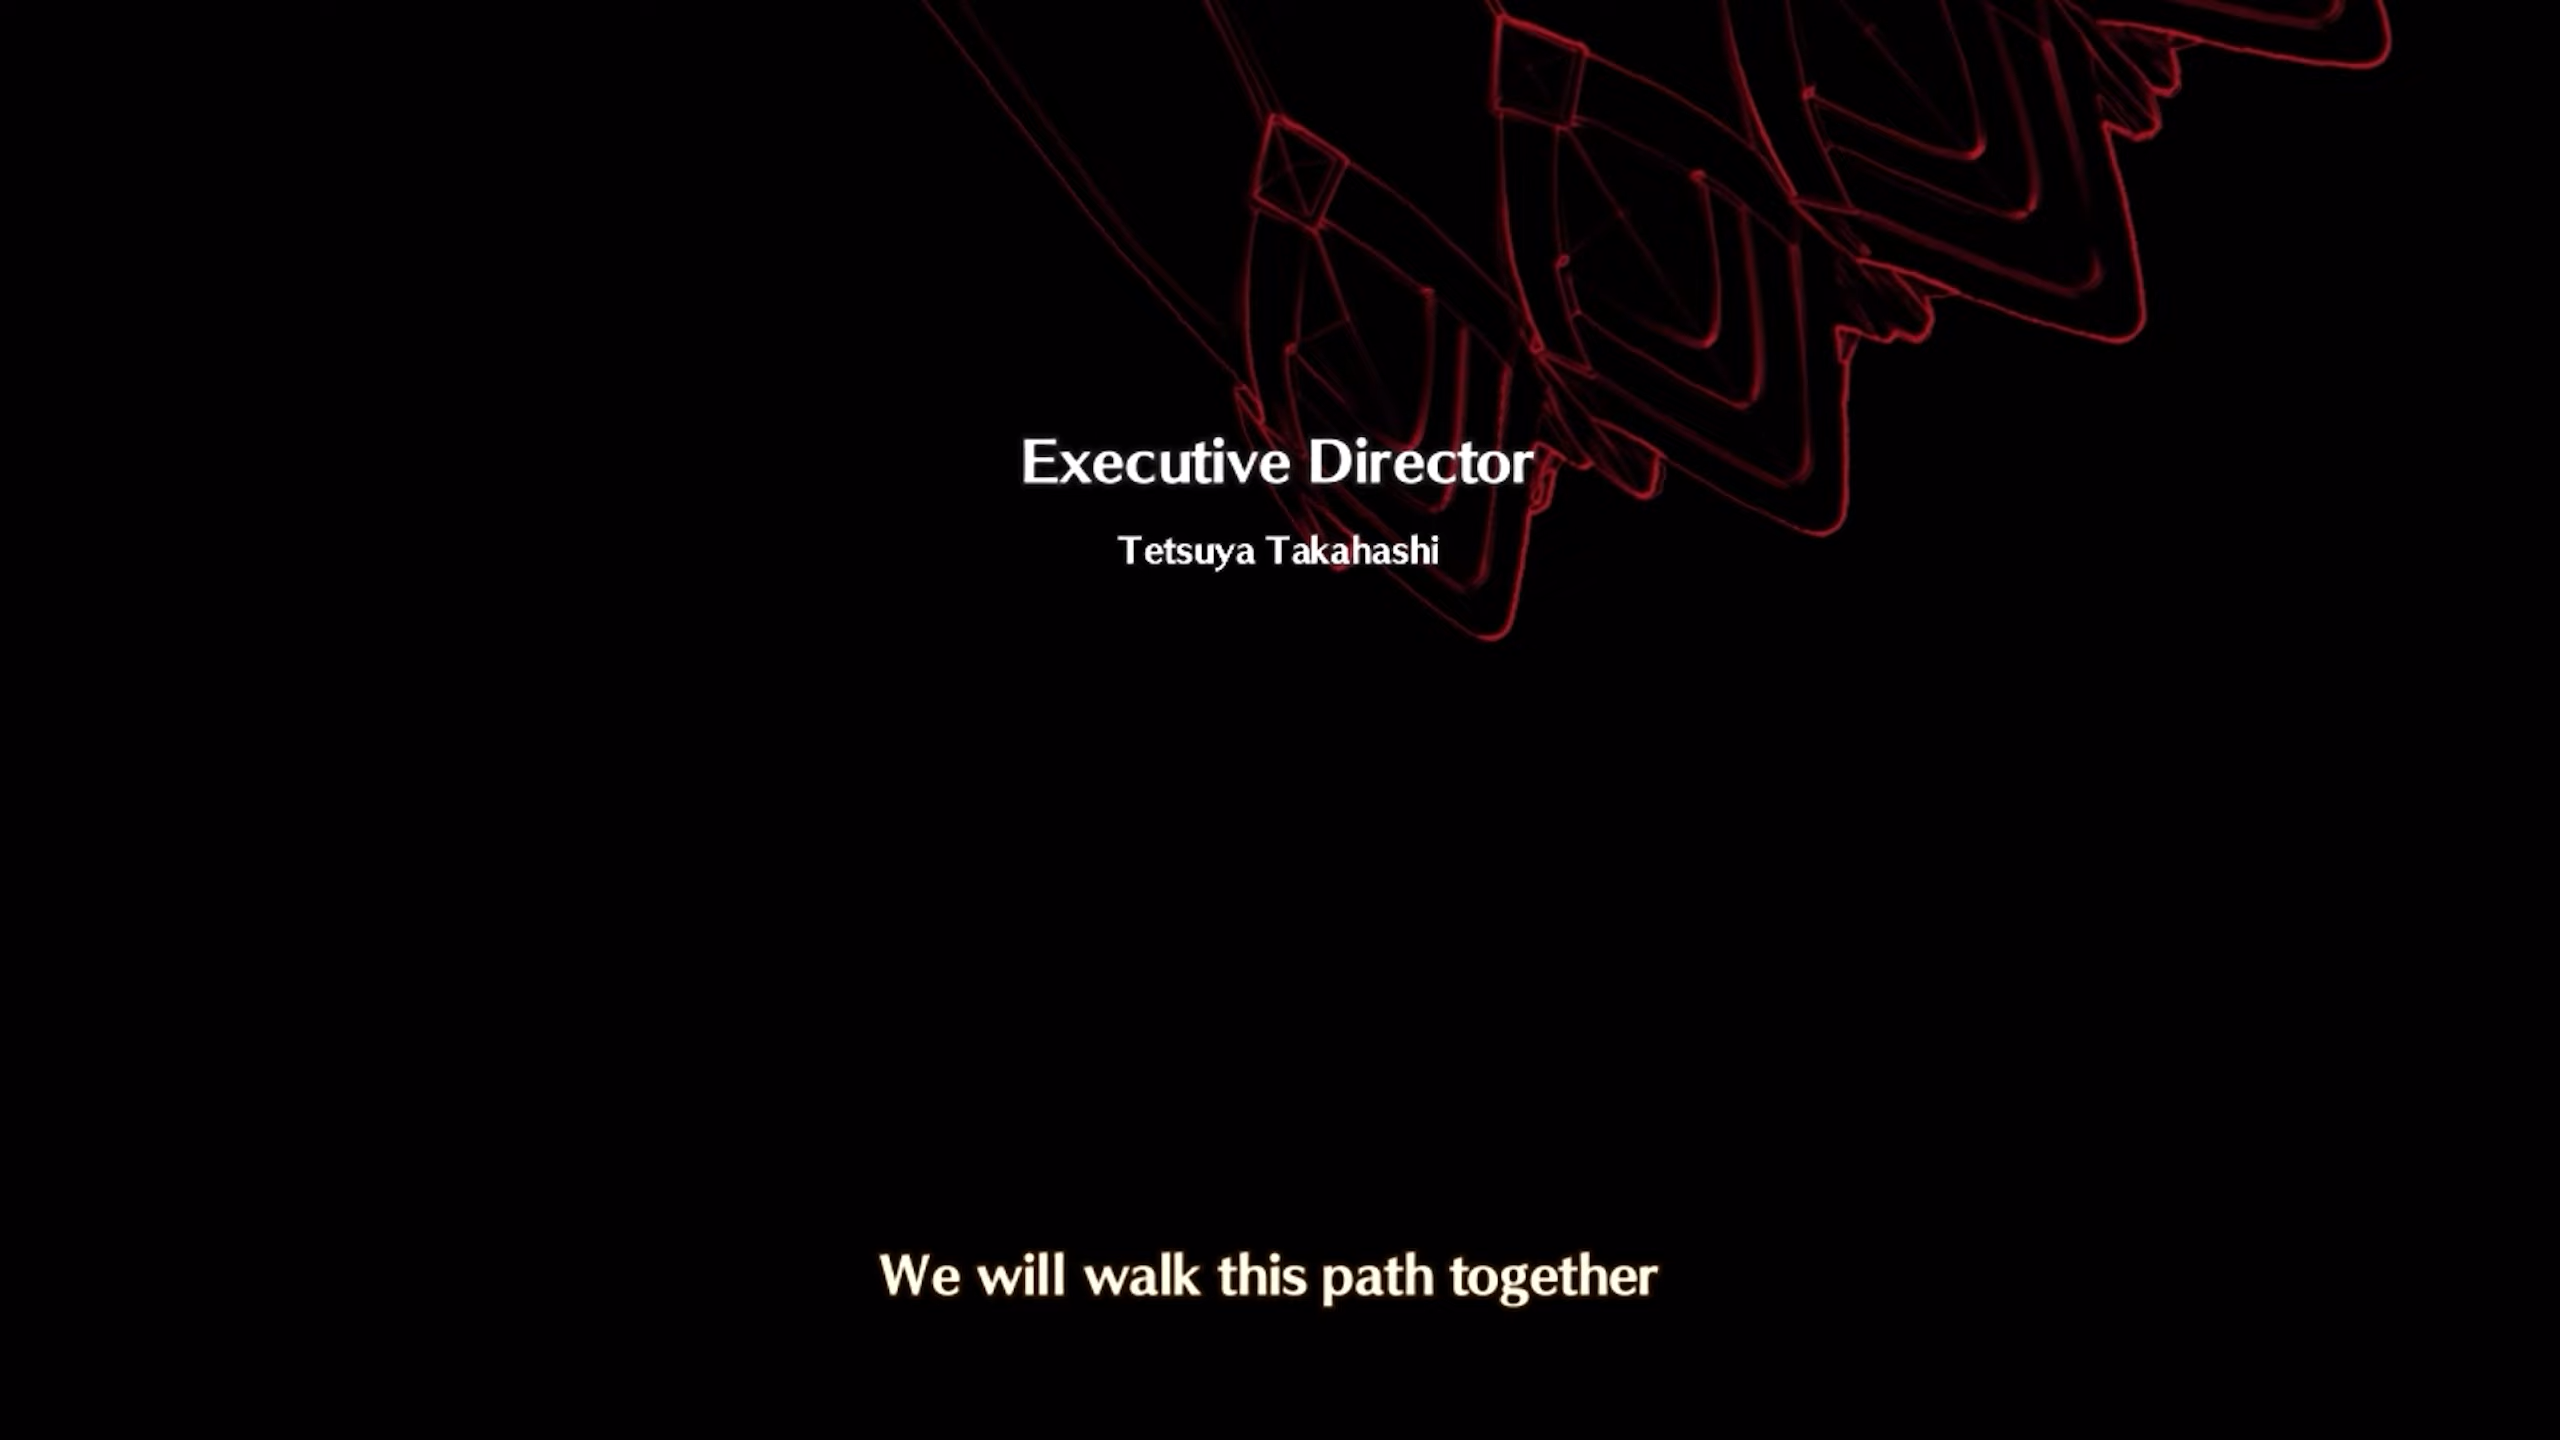 Executive Director
Tetsuya Takahashi
We will walk this path together